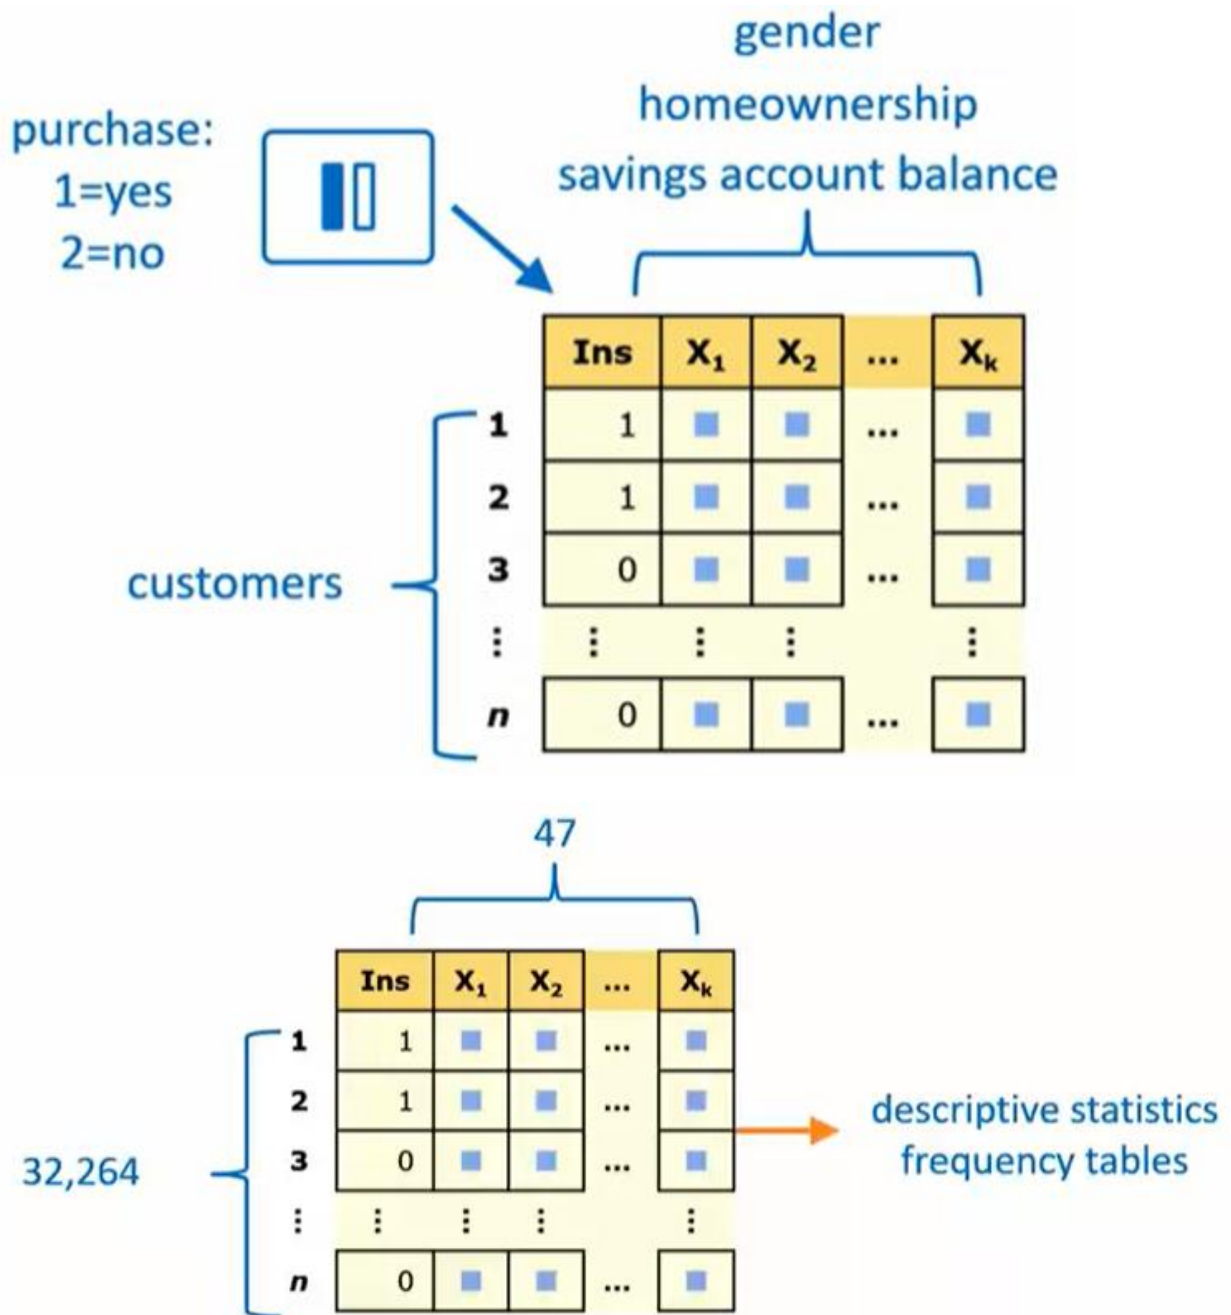 gender
homeownership
savings account balance
purchase:
1=yes
2=no
Ins X₁ X₂ ... Xₖ
1 1 ...
2 1 ...
3 0 ...
customers
⋮ ⋮ ⋮ ⋮ ⋮
n 0 ...
47
Ins X₁ X₂ ... Xₖ
1 1 ...
2 1 ...
3 0 ...
32,264
⋮ ⋮ ⋮ ⋮ ⋮
n 0 ...
descriptive statistics
frequency tables